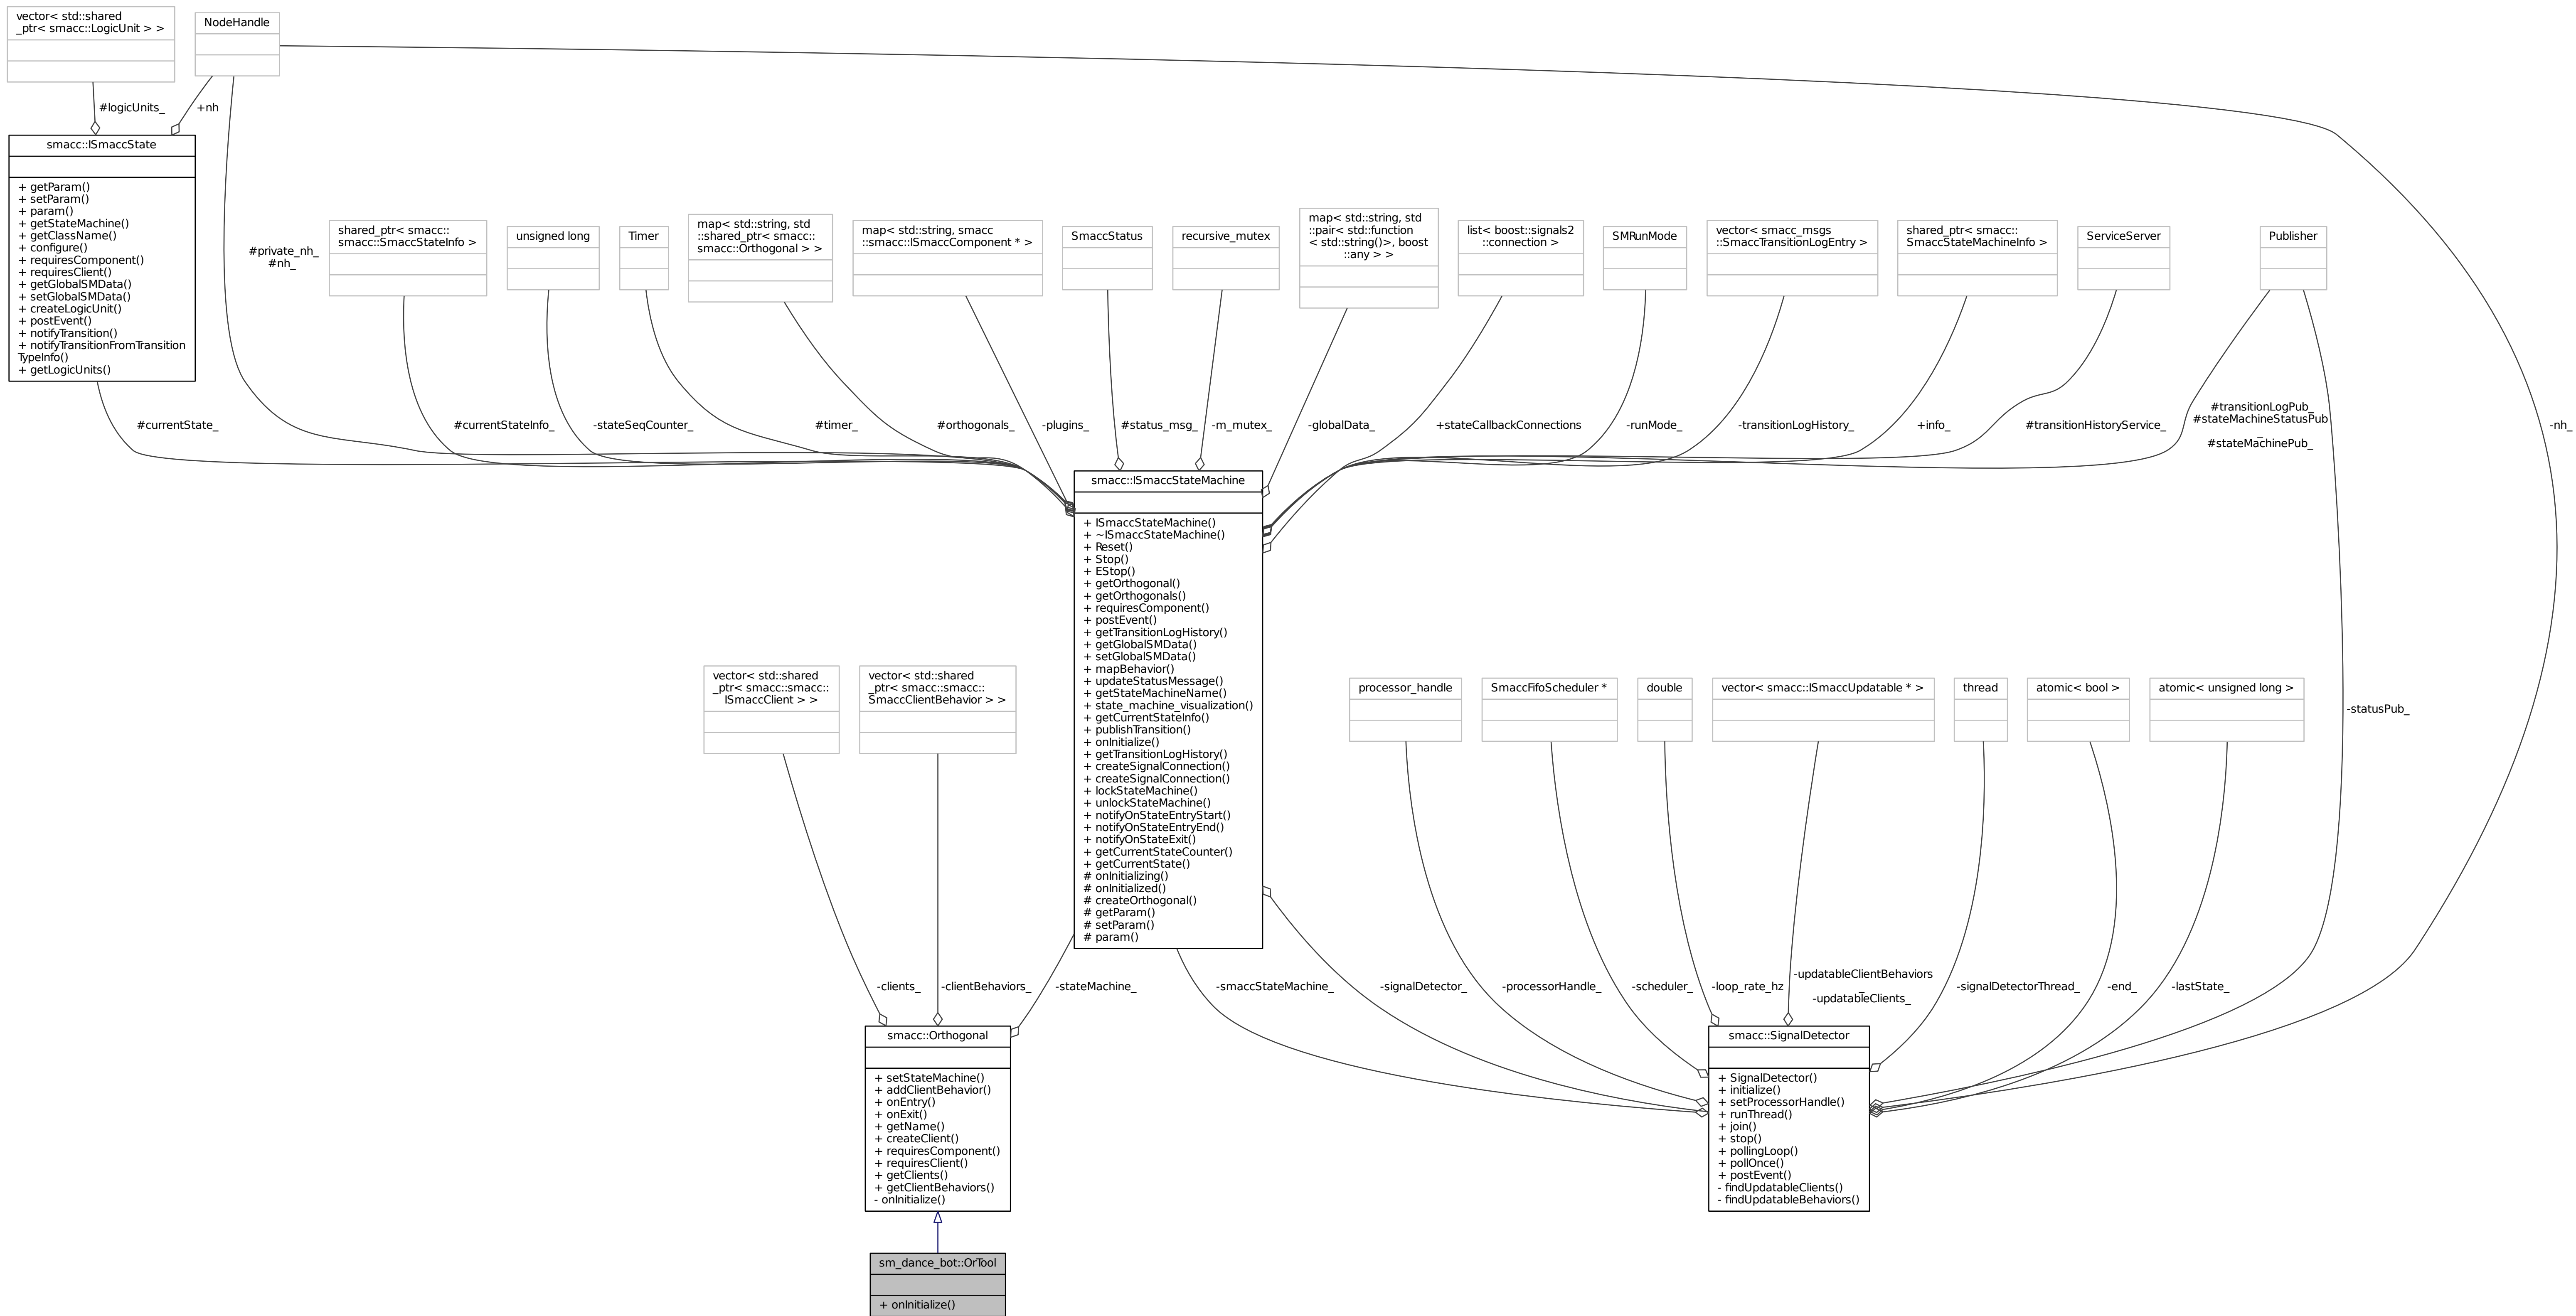 vector< std::shared
_ptr< smacc::LogicUnit > >
NodeHandle
#logicUnits_
+nh
smacc::ISmaccState
+ getParam()
+ setParam()
+ param()
+ getStateMachine()
+ getClassName()
+ configure()
+ requiresComponent()
+ requiresClient()
+ getGlobalSMData()
+ setGlobalSMData()
+ createLogicUnit()
+ postEvent()
+ notifyTransition()
+ notifyTransitionFromTransition
TypeInfo()
+ getLogicUnits()
#private_nh_
#nh_
shared_ptr< smacc::
smacc::SmaccStateInfo >
unsigned long
Timer
map< std::string, std
::shared_ptr< smacc::
smacc::Orthogonal > >
map< std::string, smacc
::smacc::ISmaccComponent * >
SmaccStatus
recursive_mutex
map< std::string, std
::pair< std::function
< std::string()>, boost
::any > >
list< boost::signals2
::connection >
SMRunMode
vector< smacc_msgs
::SmaccTransitionLogEntry >
shared_ptr< smacc::
SmaccStateMachineInfo >
ServiceServer
Publisher
#currentState_
#currentStateInfo_
-stateSeqCounter_
#timer_
#orthogonals_
-plugins_
#status_msg_
-m_mutex_
-globalData_
+stateCallbackConnections
-runMode_
-transitionLogHistory_
+info_
#transitionHistoryService_
#transitionLogPub_
#stateMachineStatusPub
_
#stateMachinePub_
-nh_
smacc::ISmaccStateMachine
+ ISmaccStateMachine()
+ ~ISmaccStateMachine()
+ Reset()
+ Stop()
+ EStop()
+ getOrthogonal()
+ getOrthogonals()
+ requiresComponent()
+ postEvent()
+ getTransitionLogHistory()
+ getGlobalSMData()
+ setGlobalSMData()
+ mapBehavior()
+ updateStatusMessage()
+ getStateMachineName()
+ state_machine_visualization()
+ getCurrentStateInfo()
+ publishTransition()
+ onInitialize()
+ getTransitionLogHistory()
+ createSignalConnection()
+ createSignalConnection()
+ lockStateMachine()
+ unlockStateMachine()
+ notifyOnStateEntryStart()
+ notifyOnStateEntryEnd()
+ notifyOnStateExit()
+ getCurrentStateCounter()
+ getCurrentState()
# onInitializing()
# onInitialized()
# createOrthogonal()
# getParam()
# setParam()
# param()
vector< std::shared
_ptr< smacc::smacc::
ISmaccClient > >
vector< std::shared
_ptr< smacc::smacc::
SmaccClientBehavior > >
processor_handle
SmaccFifoScheduler *
double
vector< smacc::ISmaccUpdatable * >
thread
atomic< bool >
atomic< unsigned long >
-statusPub_
-clients_
-clientBehaviors_
-stateMachine_
-smaccStateMachine_
-signalDetector_
-processorHandle_
-scheduler_
-loop_rate_hz
-updatableClientBehaviors
_
-updatableClients_
-signalDetectorThread_
-end_
-lastState_
smacc::Orthogonal
+ setStateMachine()
+ addClientBehavior()
+ onEntry()
+ onExit()
+ getName()
+ createClient()
+ requiresComponent()
+ requiresClient()
+ getClients()
+ getClientBehaviors()
- onInitialize()
smacc::SignalDetector
+ SignalDetector()
+ initialize()
+ setProcessorHandle()
+ runThread()
+ join()
+ stop()
+ pollingLoop()
+ pollOnce()
+ postEvent()
- findUpdatableClients()
- findUpdatableBehaviors()
sm_dance_bot::OrTool
+ onInitialize()